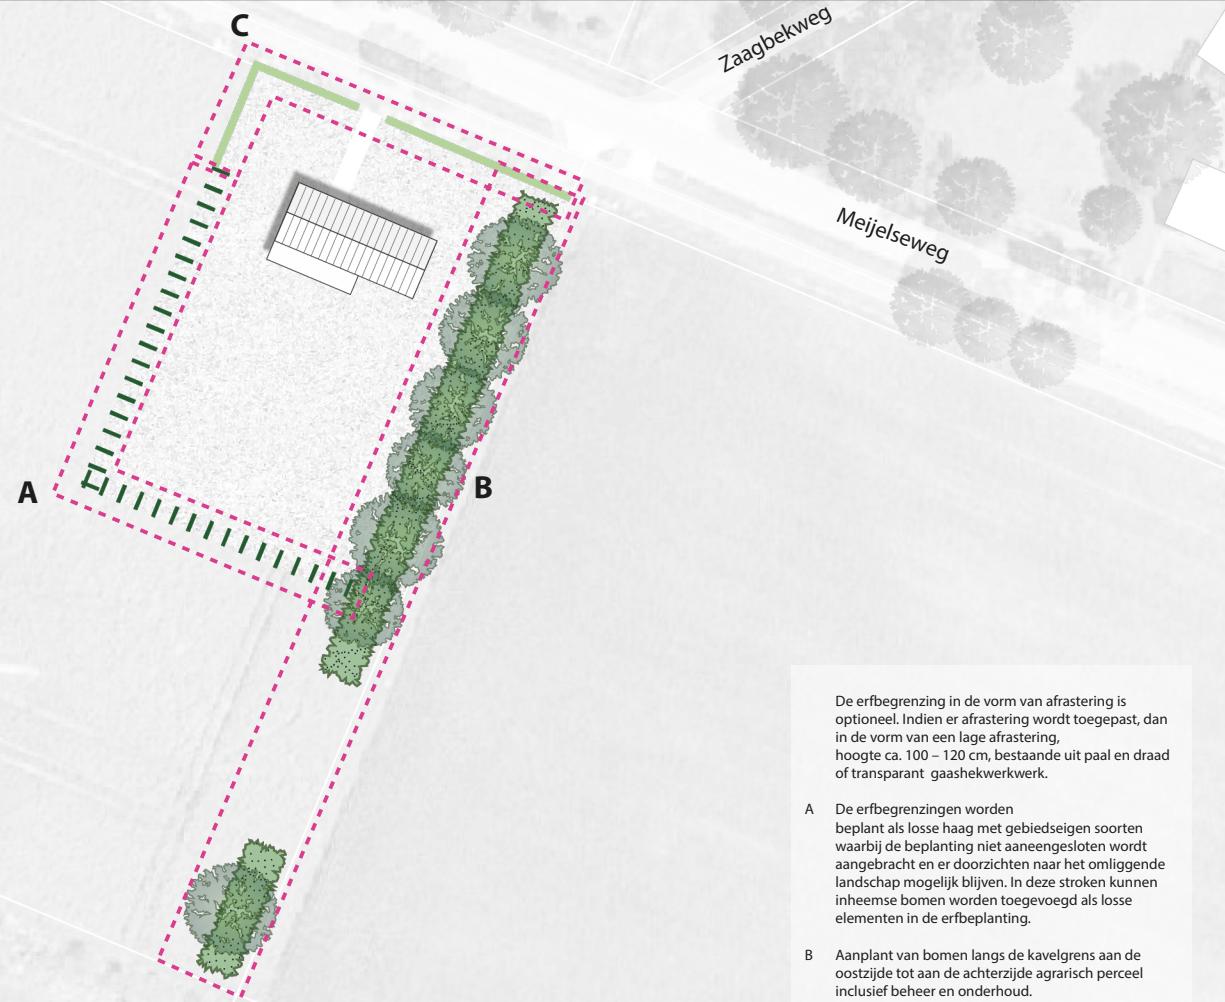 C
Zaagbekweg
Meijelseweg
A
B
De erfbegrenzing in de vorm van afrastering is
optioneel. Indien er afrastering wordt toegepast, dan
in de vorm van een lage afrastering,
hoogte ca. 100 – 120 cm, bestaande uit paal en draad
of transparant gaashekwerkwerk.
A De erfbegrenzingen worden
beplant als losse haag met gebiedseigen soorten
waarbij de beplanting niet aaneengesloten wordt
aangebracht en er doorzichten naar het omliggende
landschap mogelijk blijven. In deze stroken kunnen
inheemse bomen worden toegevoegd als losse
elementen in de erfbeplanting.
B Aanplant van bomen langs de kavelgrens aan de
oostzijde tot aan de achterzijde agrarisch perceel
inclusief beheer en onderhoud.